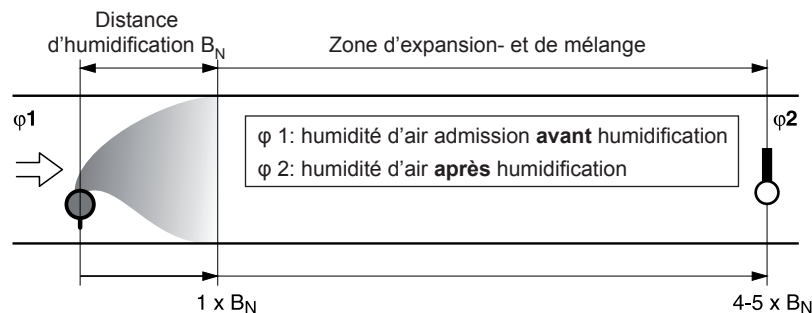 Distance
d'humidification BN
Zone d'expansion- et de mélange
φ1
φ2
φ 1: humidité d'air admission avant humidification
φ 2: humidité d'air après humidification
1 x BN
4-5 x BN